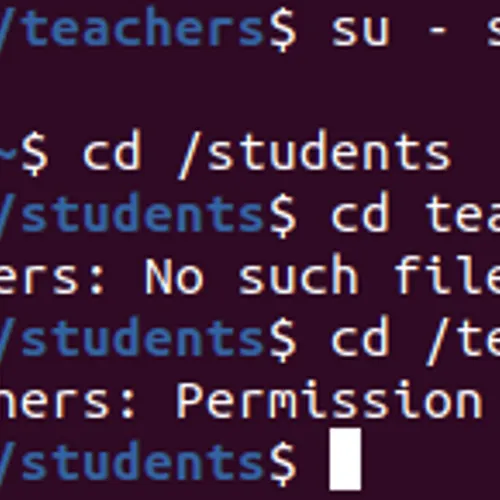 /teachers$ su - s
~$ cd /students
/students$ cd tea
ers: No such file
/students$ cd /te
hers: Permission
/students$